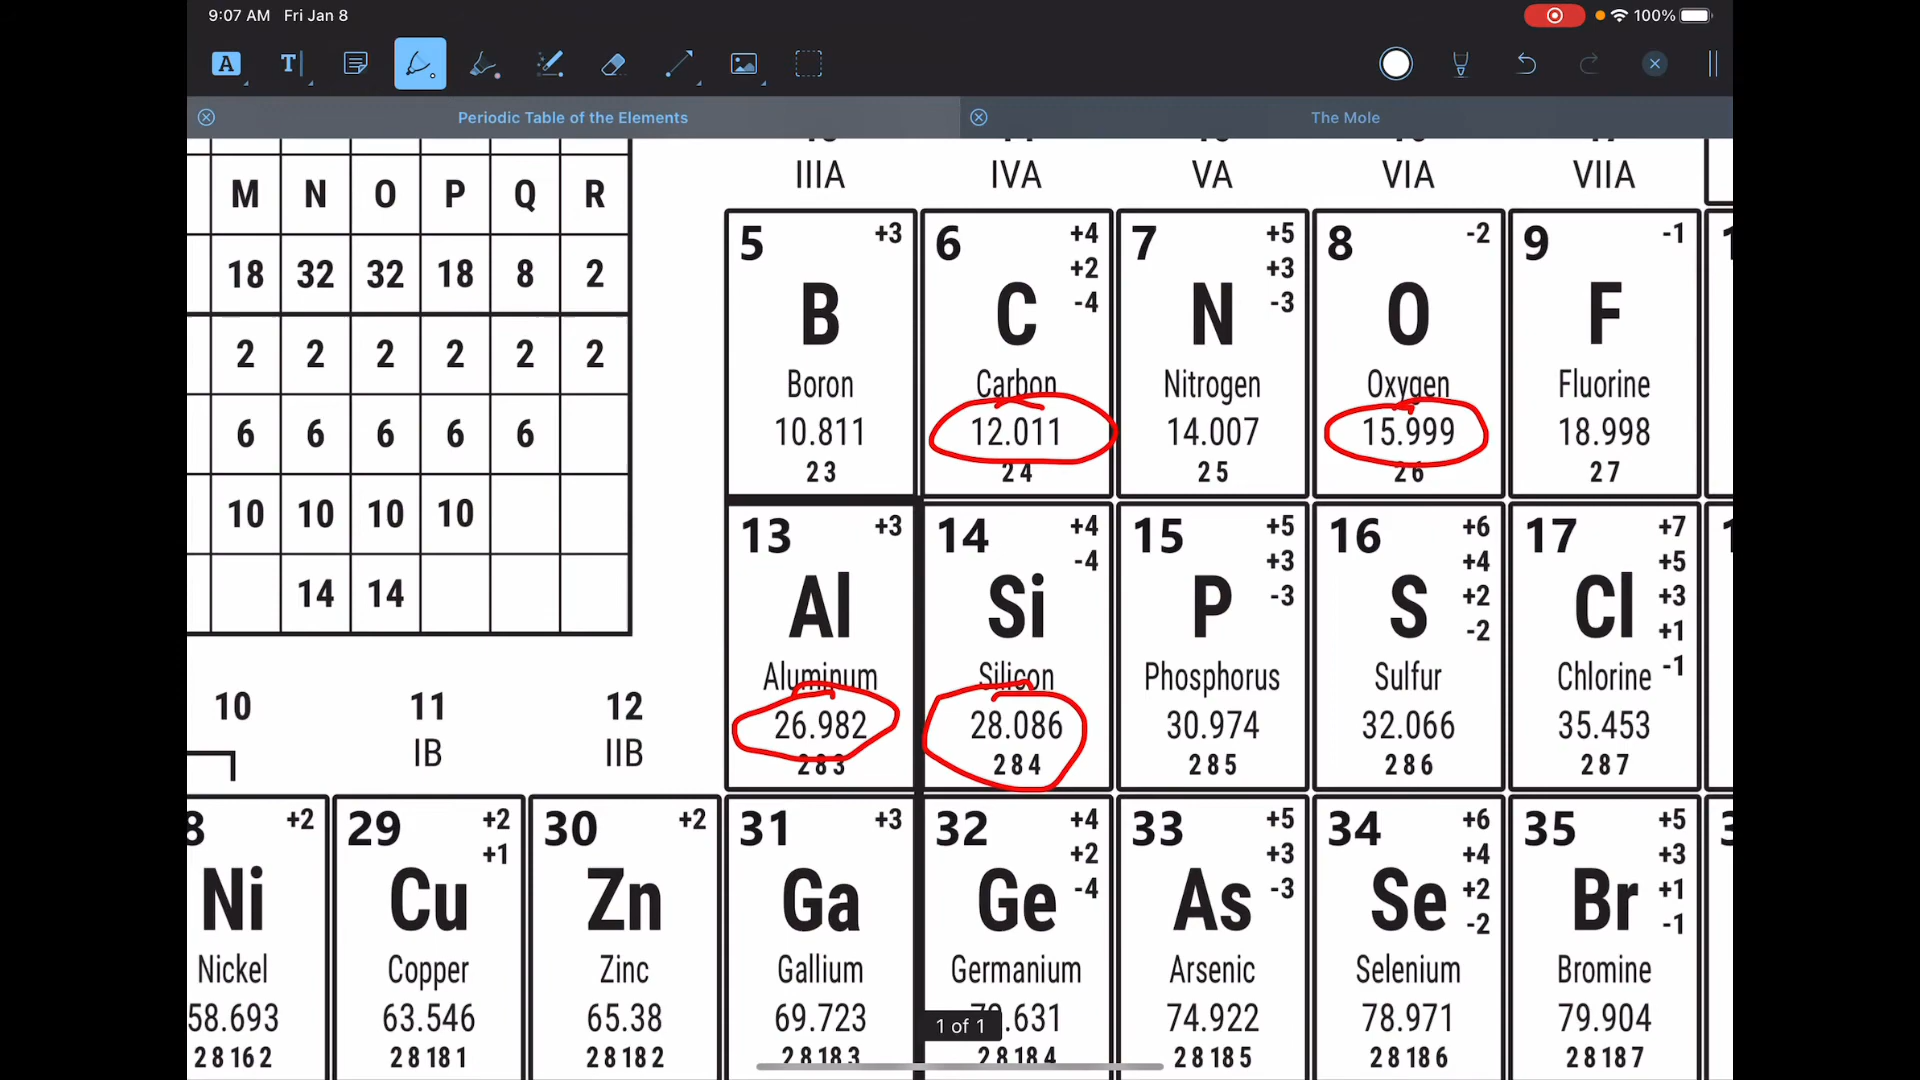 9:07 AM Fri Jan 8
100%
A
T
Periodic Table of the Elements
The Mole
IIIA IVA VA VIA VIIA
M N O P Q R
18 32 32 18 8 2
2 2 2 2 2 2
6 6 6 6 6
10 10 10 10
14 14
10 11 12
IB IIB
5 +3
B
Boron
10.811
2 3
6 +4
+2
-4
C
Carbon
12.011
2 4
7 +5
+3
-3
N
Nitrogen
14.007
2 5
8 -2
O
Oxygen
15.999
2 6
9 -1
F
Fluorine
18.998
2 7
13 +3
Al
Aluminum
26.982
2 8 3
14 +4
-4
Si
Silicon
28.086
2 8 4
15 +5
+3
-3
P
Phosphorus
30.974
2 8 5
16 +6
+4
+2
-2
S
Sulfur
32.066
2 8 6
17 +7
+5
+3
+1
-1
Cl
Chlorine
35.453
2 8 7
8 +2
Ni
Nickel
58.693
2 8 16 2
29 +2
+1
Cu
Copper
63.546
2 8 18 1
30 +2
Zn
Zinc
65.38
2 8 18 2
31 +3
Ga
Gallium
69.723
2 8 18 3
32 +4
+2
-4
Ge
Germanium
.631
2 8 18 4
33 +5
+3
-3
As
Arsenic
74.922
2 8 18 5
34 +6
+4
+2
-2
Se
Selenium
78.971
2 8 18 6
35 +5
+3
+1
-1
Br
Bromine
79.904
2 8 18 7
1 of 1